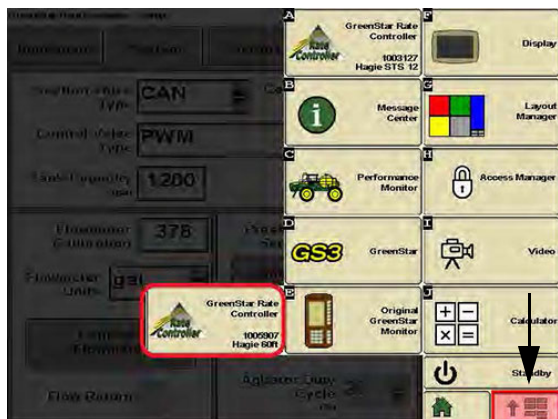 A
GreenStar Rate
Controller
Rate
Controller
1003127
Hagie STS 12
F
Display
B
Message
Center
G
Layout
Manager
C
Performance
Monitor
H
Access Manager
D
GS3
GreenStar
I
Video
E
Original
GreenStar
Monitor
J
Calculator
GreenStar Rate
Controller
Rate
Controller
1005907
Hagie 60ft
Standby
Type
CAN
Control Valve
Type
PWM
1200
Flowmeter
Calibration
378
Flowmeter
Units
Flow Return
Agitator Duty
Cycle